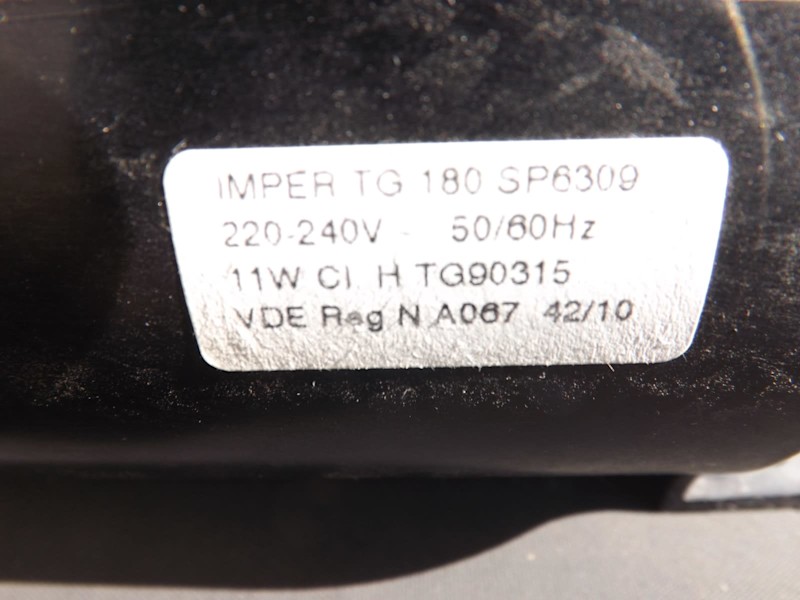 IMPER TG 180 SP6309
220-240V - 50/60Hz
11W Cl. H TG90315
VDE Reg N A067 42/10